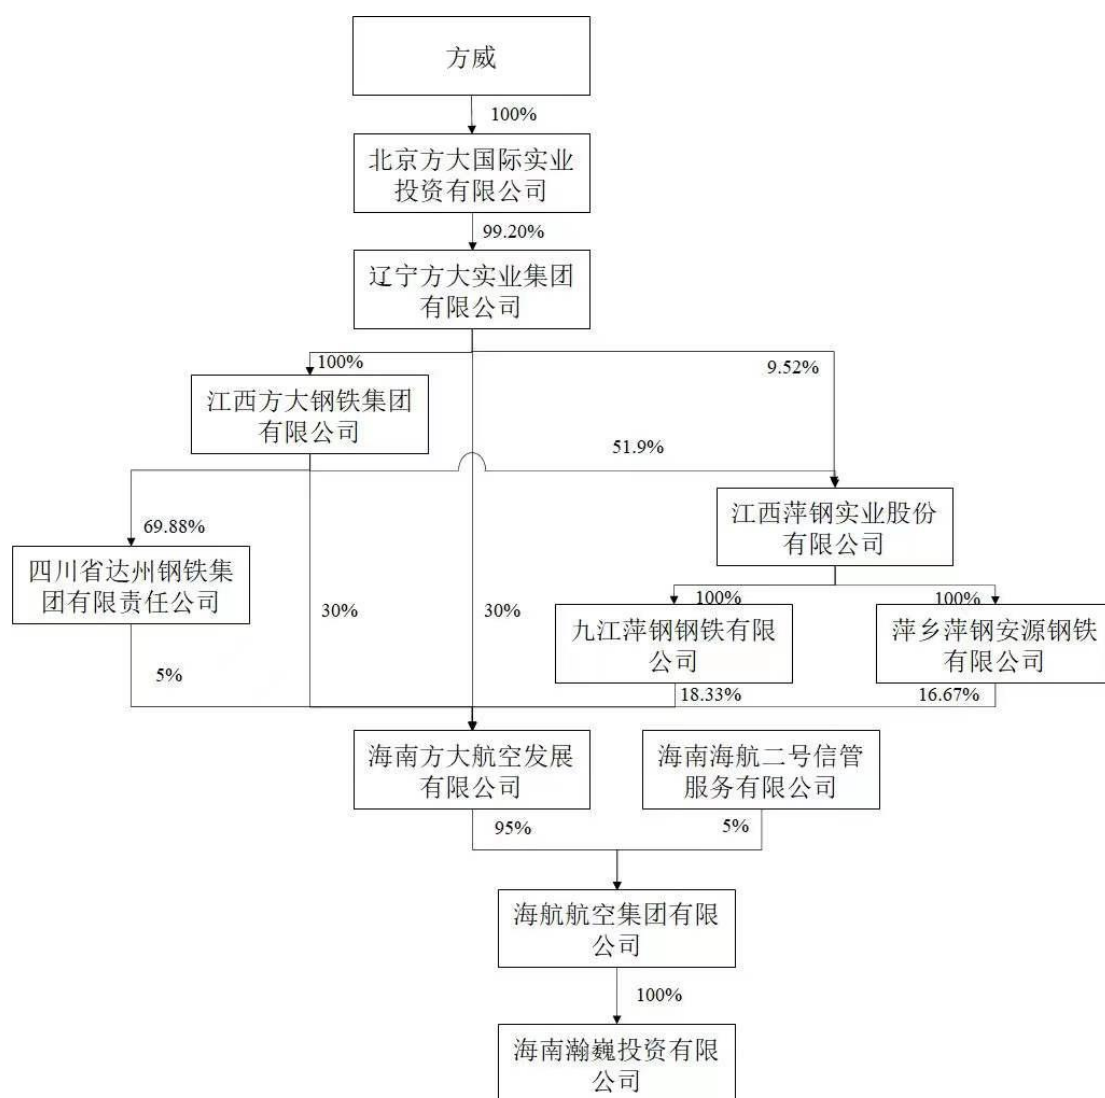 方威
100%
北京方大国际实业
投资有限公司
99.20%
辽宁方大实业集团
有限公司
100%
9.52%
江西方大钢铁集团
有限公司
51.9%
69.88%
江西萍钢实业股份
有限公司
四川省达州钢铁集
团有限责任公司
30%
30%
100%
100%
九江萍钢钢铁有限
公司
萍乡萍钢安源钢铁
有限公司
5%
18.33%
16.67%
海南方大航空发展
有限公司
海南海航二号信管
服务有限公司
95%
5%
海航航空集团有限
公司
100%
海南瀚巍投资有限
公司